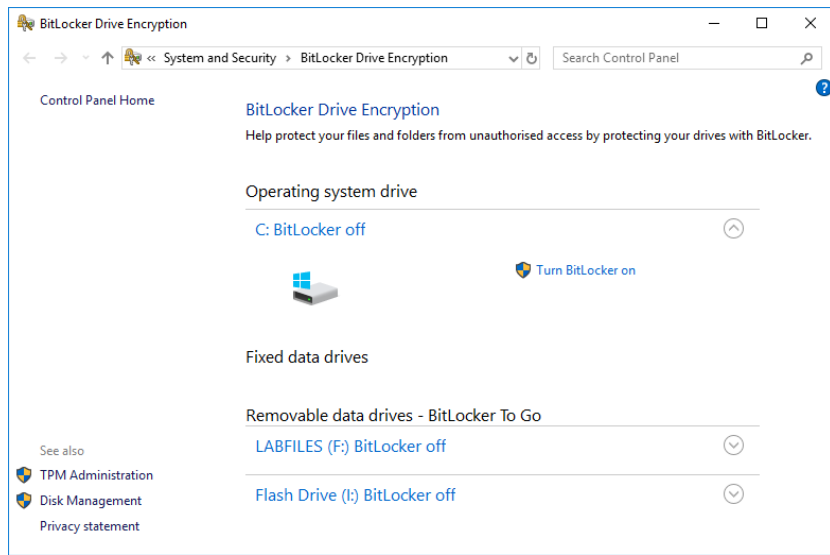 BitLocker Drive Encryption
« System and Security › BitLocker Drive Encryption
Search Control Panel
Control Panel Home
BitLocker Drive Encryption
Help protect your files and folders from unauthorised access by protecting your drives with BitLocker.
Operating system drive
C: BitLocker off
Turn BitLocker on
Fixed data drives
Removable data drives - BitLocker To Go
LABFILES (F:) BitLocker off
Flash Drive (I:) BitLocker off
See also
TPM Administration
Disk Management
Privacy statement